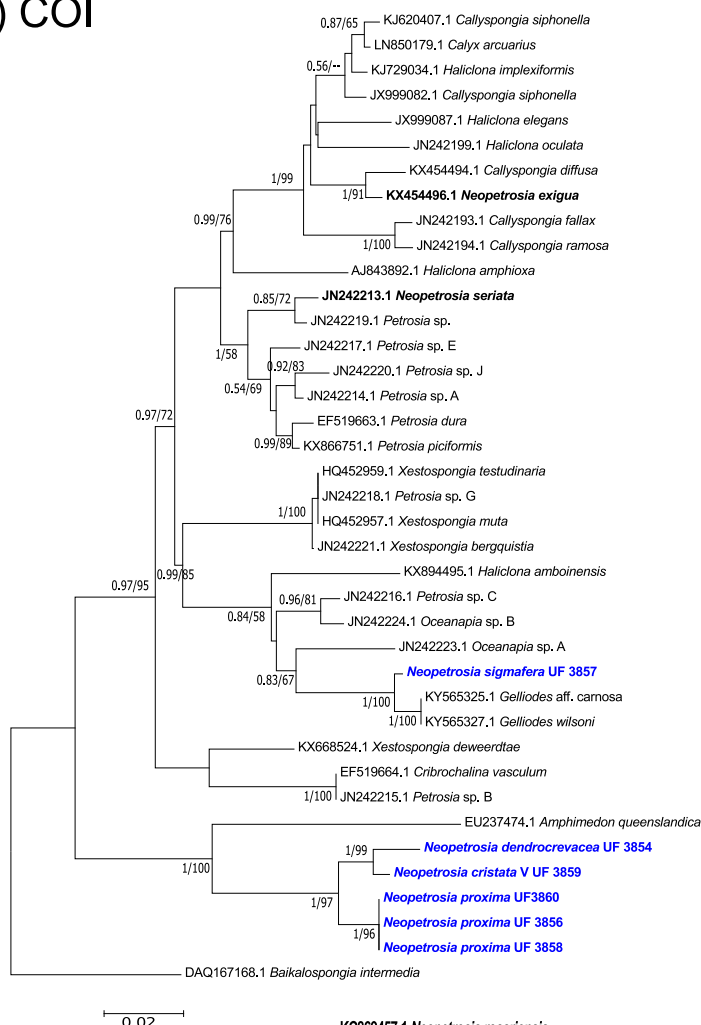 ) COI
0.87/65
KJ620407.1 Callyspongia siphonella
LN850179.1 Calyx arcuarius
0.56/--
KJ729034.1 Haliclona implexiformis
JX999082.1 Callyspongia siphonella
JX999087.1 Haliclona elegans
JN242199.1 Haliclona oculata
1/99
KX454494.1 Callyspongia diffusa
1/91
KX454496.1 Neopetrosia exigua
0.99/76
JN242193.1 Callyspongia fallax
1/100
JN242194.1 Callyspongia ramosa
AJ843892.1 Haliclona amphioxa
0.85/72
JN242213.1 Neopetrosia seriata
JN242219.1 Petrosia sp.
1/58
JN242217.1 Petrosia sp. E
0.92/83
JN242220.1 Petrosia sp. J
0.54/69
JN242214.1 Petrosia sp. A
0.97/72
EF519663.1 Petrosia dura
0.99/89
KX866751.1 Petrosia piciformis
HQ452959.1 Xestospongia testudinaria
JN242218.1 Petrosia sp. G
1/100
HQ452957.1 Xestospongia muta
JN242221.1 Xestospongia bergquistia
0.99/85
KX894495.1 Haliclona amboinensis
0.97/95
0.96/81
JN242216.1 Petrosia sp. C
0.84/58
JN242224.1 Oceanapia sp. B
JN242223.1 Oceanapia sp. A
0.83/67
Neopetrosia sigmafera UF 3857
1/100
KY565325.1 Gelliodes aff. carnosa
1/100
KY565327.1 Gelliodes wilsoni
KX668524.1 Xestospongia deweerdtae
EF519664.1 Cribrochalina vasculum
1/100
JN242215.1 Petrosia sp. B
EU237474.1 Amphimedon queenslandica
1/99
Neopetrosia dendrocrevacea UF 3854
1/100
Neopetrosia cristata V UF 3859
1/97
Neopetrosia proxima UF3860
Neopetrosia proxima UF 3856
1/96
Neopetrosia proxima UF 3858
DAQ167168.1 Baikalospongia intermedia
0.02